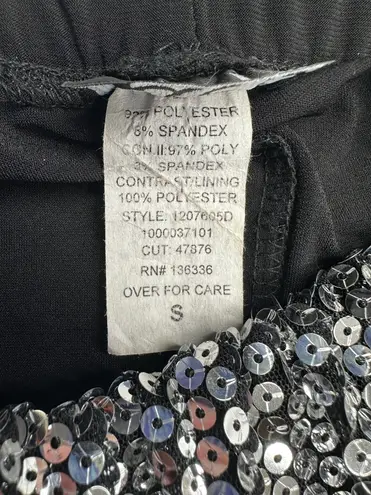 POLYESTER
6% SPANDEX
CON.II:97% POLY
3% SPANDEX
CONTRAST/LINING
100% POLYESTER
STYLE: 1207605D
1000037101
CUT: 47876
RN# 136336
OVER FOR CARE
S